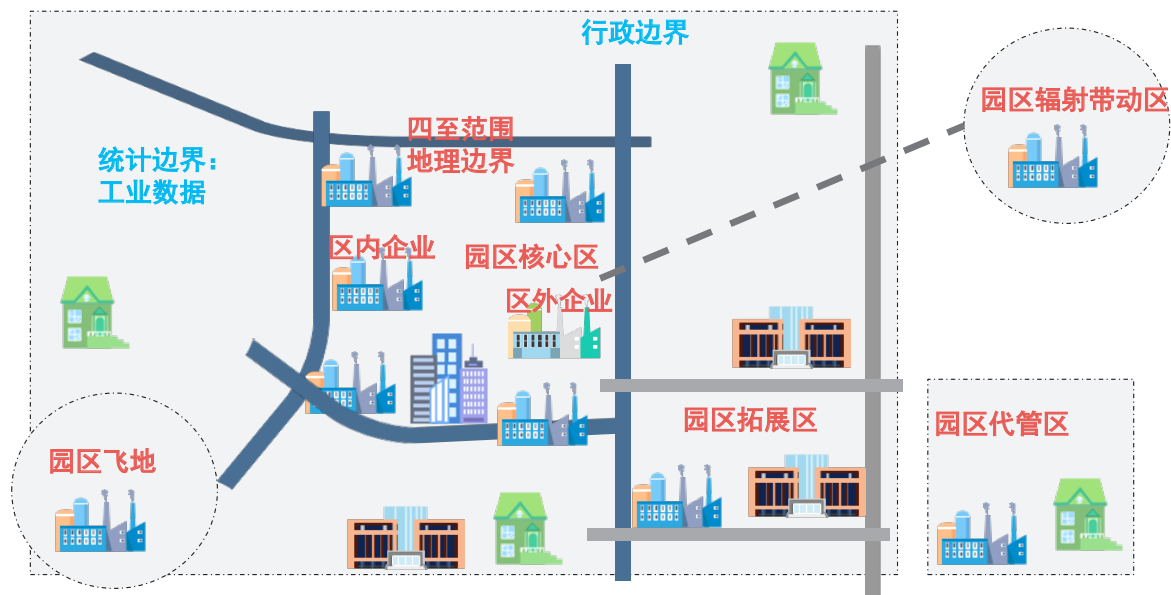 行政边界
园区辐射带动区
四至范围
地理边界
统计边界：
工业数据
区内企业
园区核心区
区外企业
园区拓展区
园区代管区
园区飞地